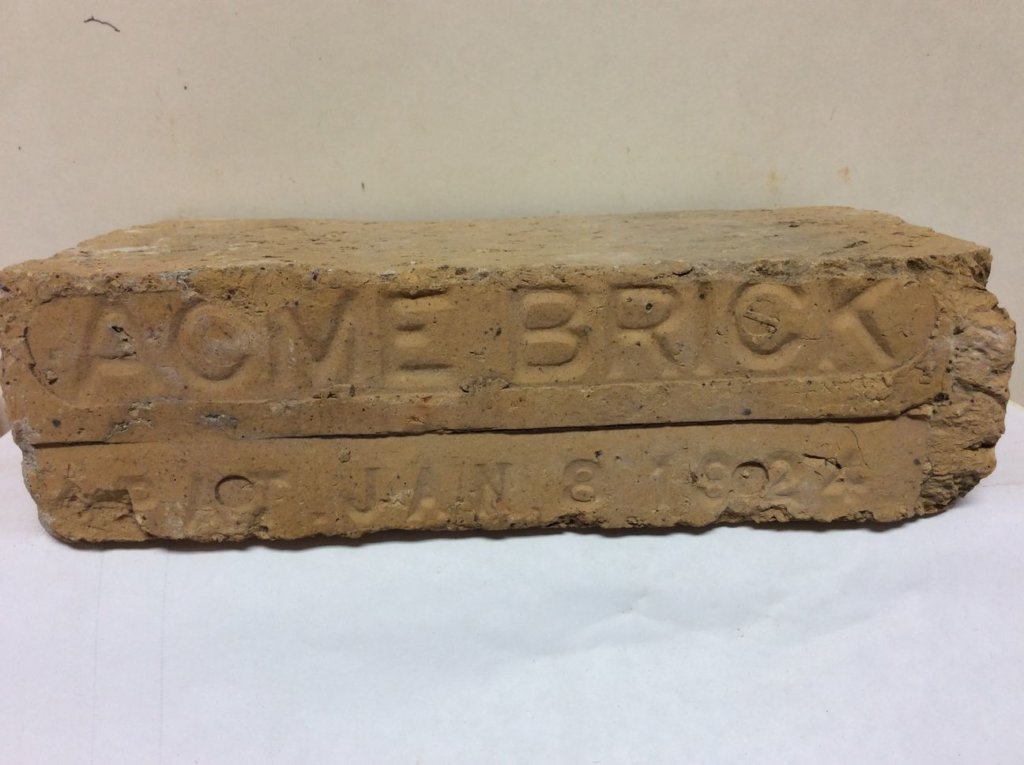 ACME BRICK
JAN 8 1924